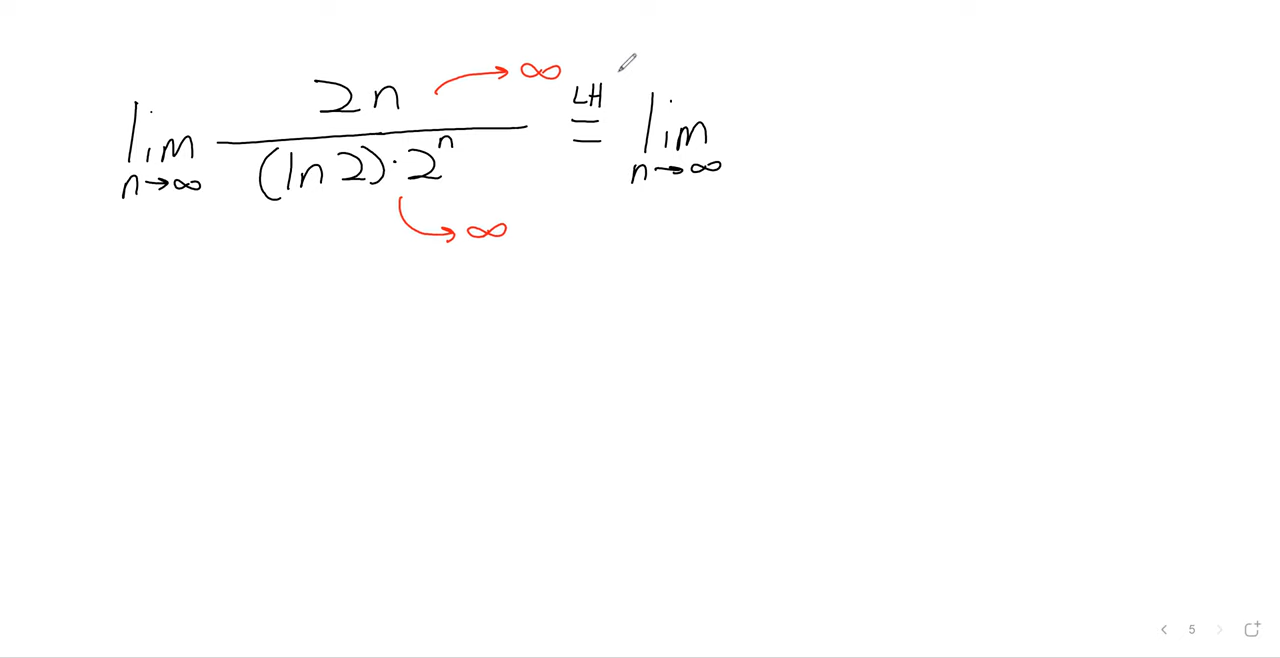 lim n→∞ 2n / (ln 2) · 2^n LH = lim n→∞
→ ∞
→ ∞
< 5 >